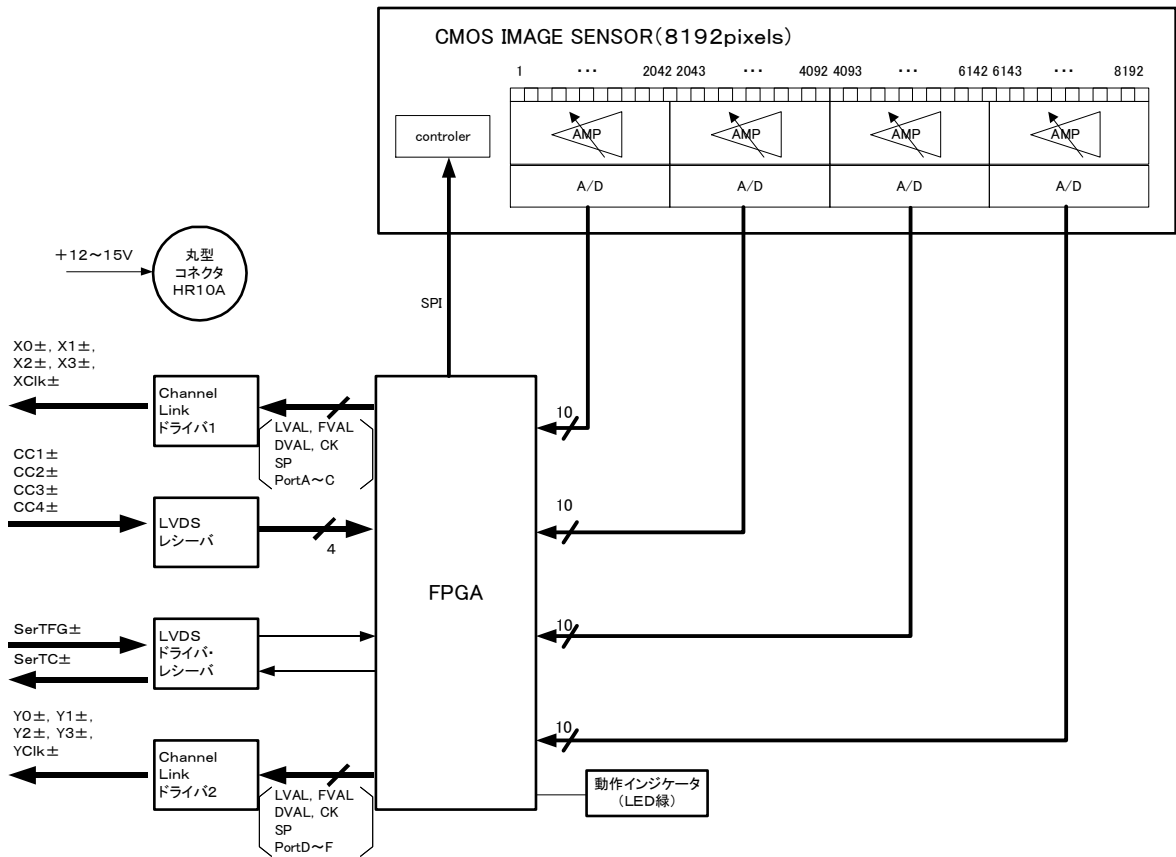 CMOS IMAGE SENSOR(8192pixels)
1 ･･･ 2042 2043 ･･･ 4092 4093 ･･･ 6142 6143 ･･･ 8192
controler
AMP AMP AMP AMP
A/D A/D A/D A/D
+12~15V
丸型
コネクタ
HR10A
SPI
X0±, X1±,
X2±, X3±,
XClk±
Channel
Link
ドライバ1
LVAL, FVAL
DVAL, CK
SP
PortA~C
10
CC1±
CC2±
CC3±
CC4±
LVDS
レシーバ
4
10
FPGA
SerTFG±
SerTC±
LVDS
ドライバ・
レシーバ
10
Y0±, Y1±,
Y2±, Y3±,
YClk±
Channel
Link
ドライバ2
LVAL, FVAL
DVAL, CK
SP
PortD~F
10
動作インジケータ
(LED緑)